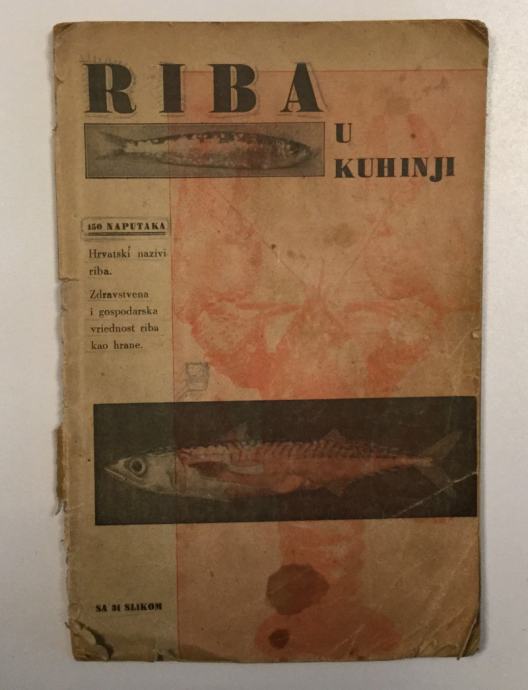 RIBA
U
KUHINJI
150 NAPUTAKA
Hrvatski nazivi
riba.
Zdravstvena
i gospodarska
vriednost riba
kao hrane.
SA 31 SLIKOM